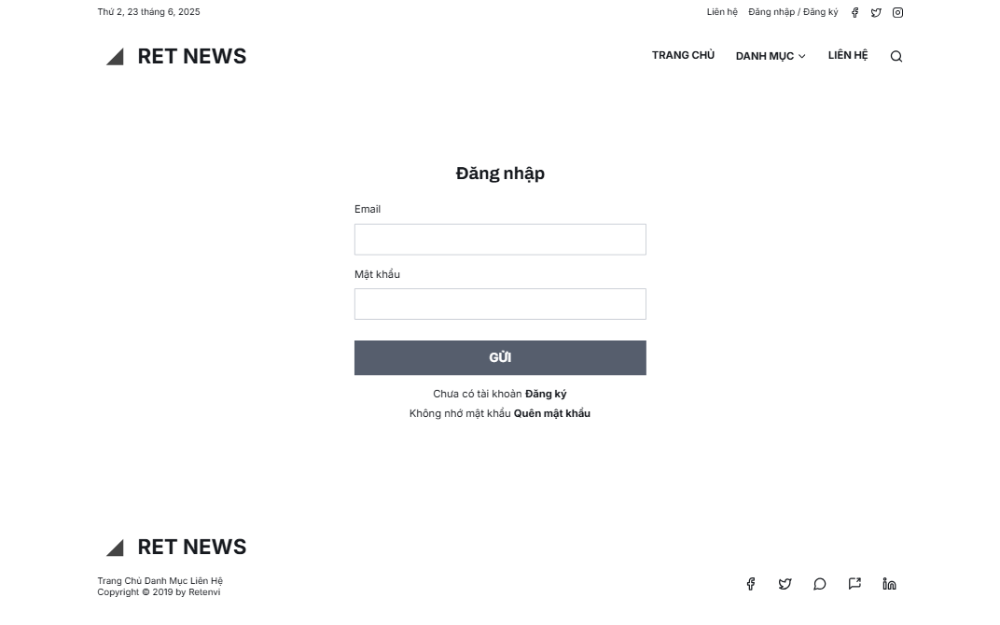 Thứ 2, 23 tháng 6, 2025
Liên hệ Đăng nhập / Đăng ký
RET NEWS
TRANG CHỦ DANH MỤC LIÊN HỆ
Đăng nhập
Email
Mật khẩu
GỬI
Chưa có tài khoản Đăng ký
Không nhớ mật khẩu Quên mật khẩu
RET NEWS
Trang Chủ Danh Mục Liên Hệ
Copyright © 2019 by Retenvi